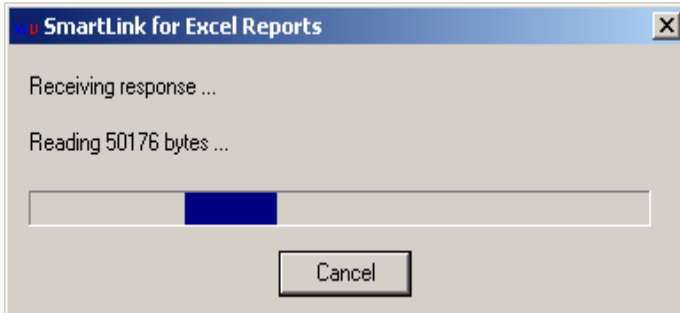 SmartLink for Excel Reports
Receiving response ...
Reading 50176 bytes ...
Cancel